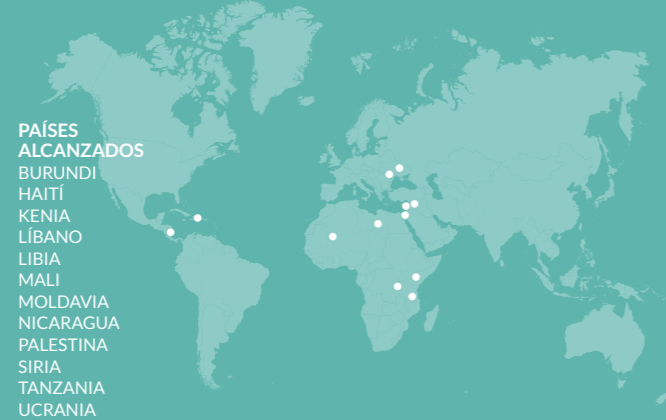 PAÍSES
ALCANZADOS
BURUNDI
HAITÍ
KENIA
LÍBANO
LIBIA
MALI
MOLDAVIA
NICARAGUA
PALESTINA
SIRIA
TANZANIA
UCRANIA